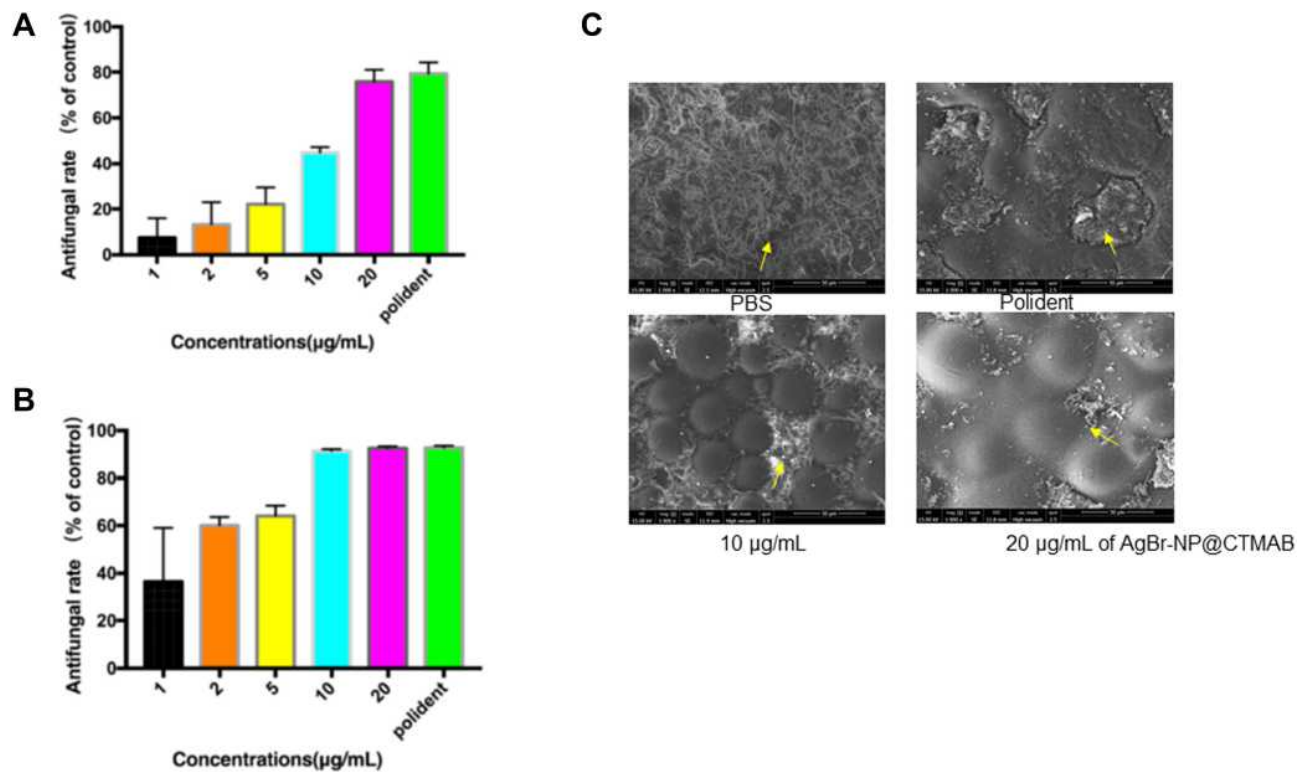 A
Antifungal rate (% of control)
100
80
60
40
20
0
1
2
5
10
20
polident
Concentrations(μg/mL)
B
Antifungal rate (% of control)
100
80
60
40
20
0
1
2
5
10
20
polident
Concentrations(μg/mL)
C
PBS
Polident
10 μg/mL
20 μg/mL of AgBr-NP@CTMAB